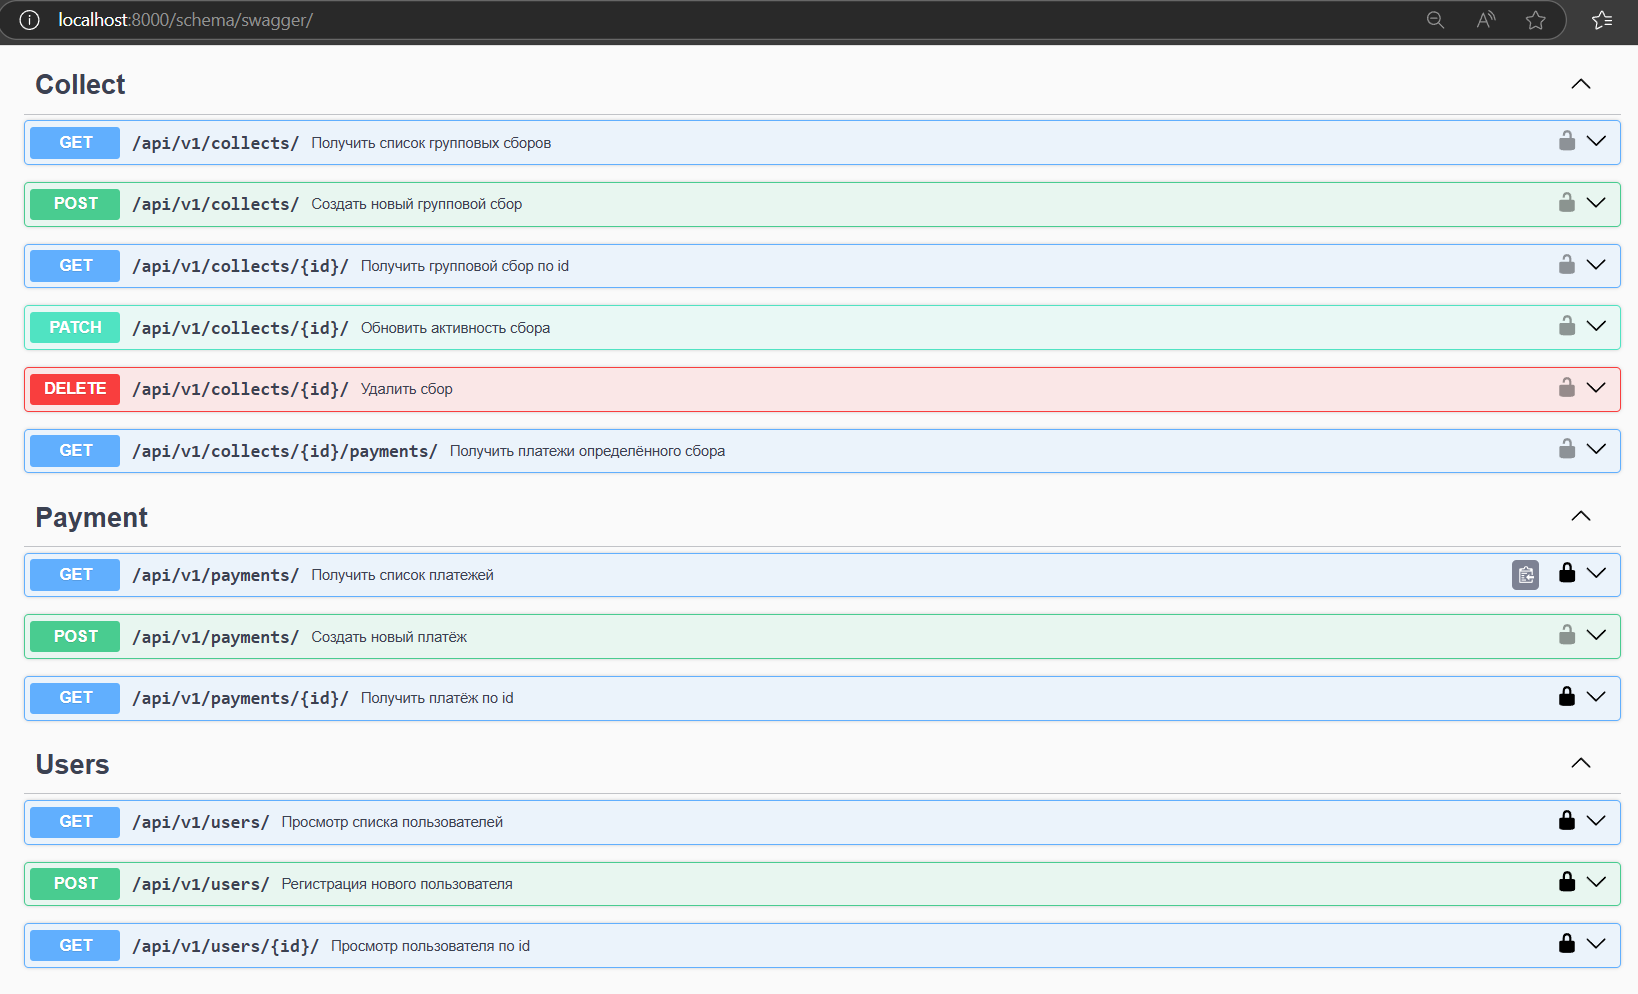 localhost:8000/schema/swagger/
Collect
GET /api/v1/collects/ Получить список групповых сборов
POST /api/v1/collects/ Создать новый групповой сбор
GET /api/v1/collects/{id}/ Получить групповой сбор по id
PATCH /api/v1/collects/{id}/ Обновить активность сбора
DELETE /api/v1/collects/{id}/ Удалить сбор
GET /api/v1/collects/{id}/payments/ Получить платежи определённого сбора
Payment
GET /api/v1/payments/ Получить список платежей
POST /api/v1/payments/ Создать новый платёж
GET /api/v1/payments/{id}/ Получить платёж по id
Users
GET /api/v1/users/ Просмотр списка пользователей
POST /api/v1/users/ Регистрация нового пользователя
GET /api/v1/users/{id}/ Просмотр пользователя по id